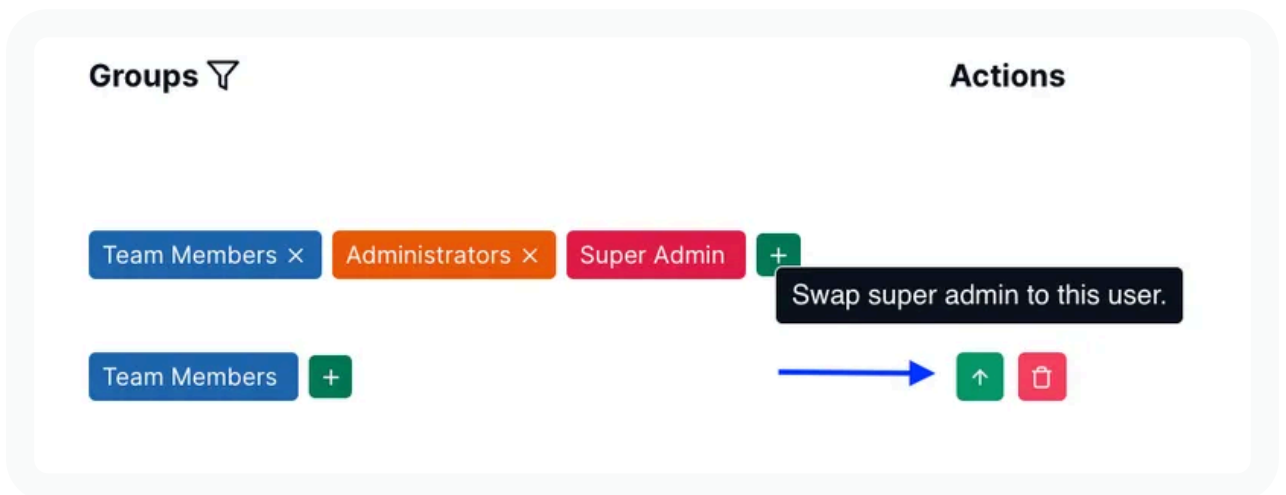 Groups Actions
Team Members × Administrators × Super Admin +
Swap super admin to this user.
Team Members +